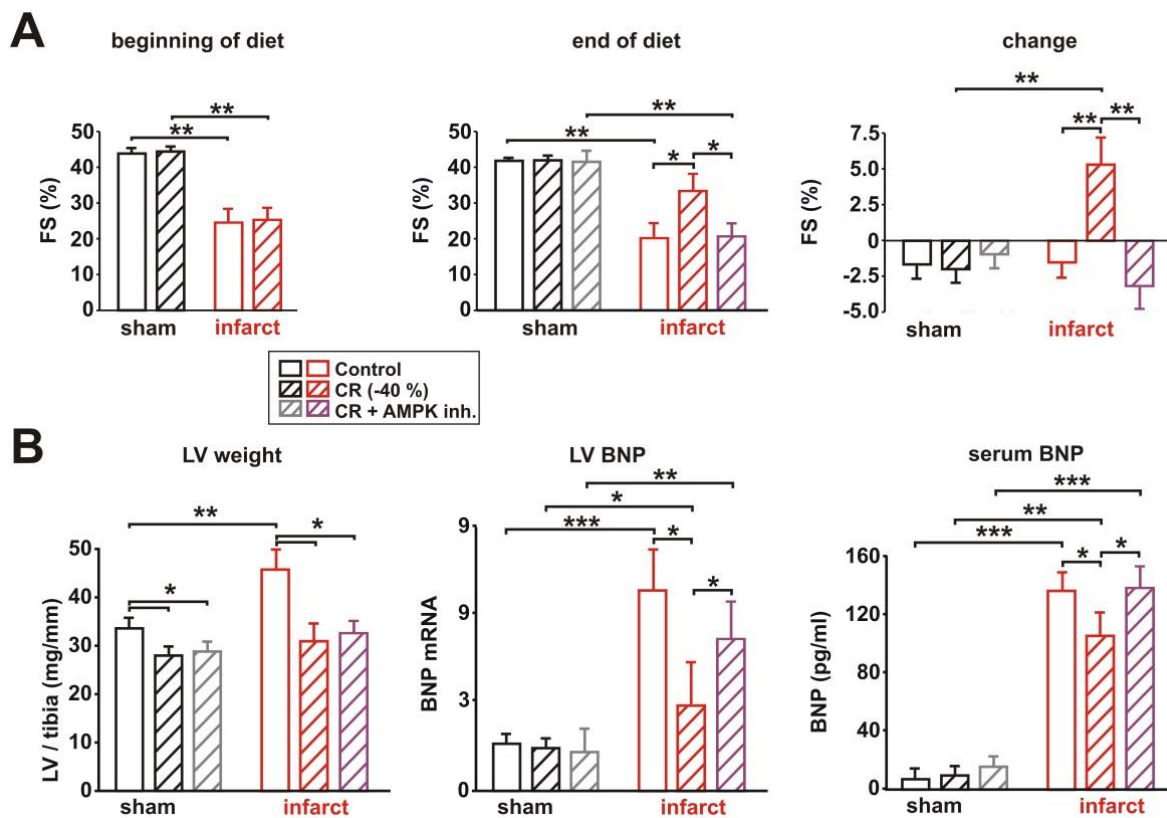 A
beginning of diet
end of diet
change
** **
FS (%)
50
40
30
20
10
0
sham infarct
** ** * *
FS (%)
50
40
30
20
10
0
sham infarct
** ** **
FS (%)
7.5
5.0
2.5
0
-2.5
-5.0
sham infarct
Control
CR (-40 %)
CR + AMPK inh.
B
LV weight
LV BNP
serum BNP
** * *
LV / tibia (mg/mm)
50
40
30
20
10
0
sham infarct
** * *** * *
BNP mRNA
9
9
3
0
sham infarct
*** ** *** * *
BNP (pg/ml)
160
120
80
40
0
sham infarct